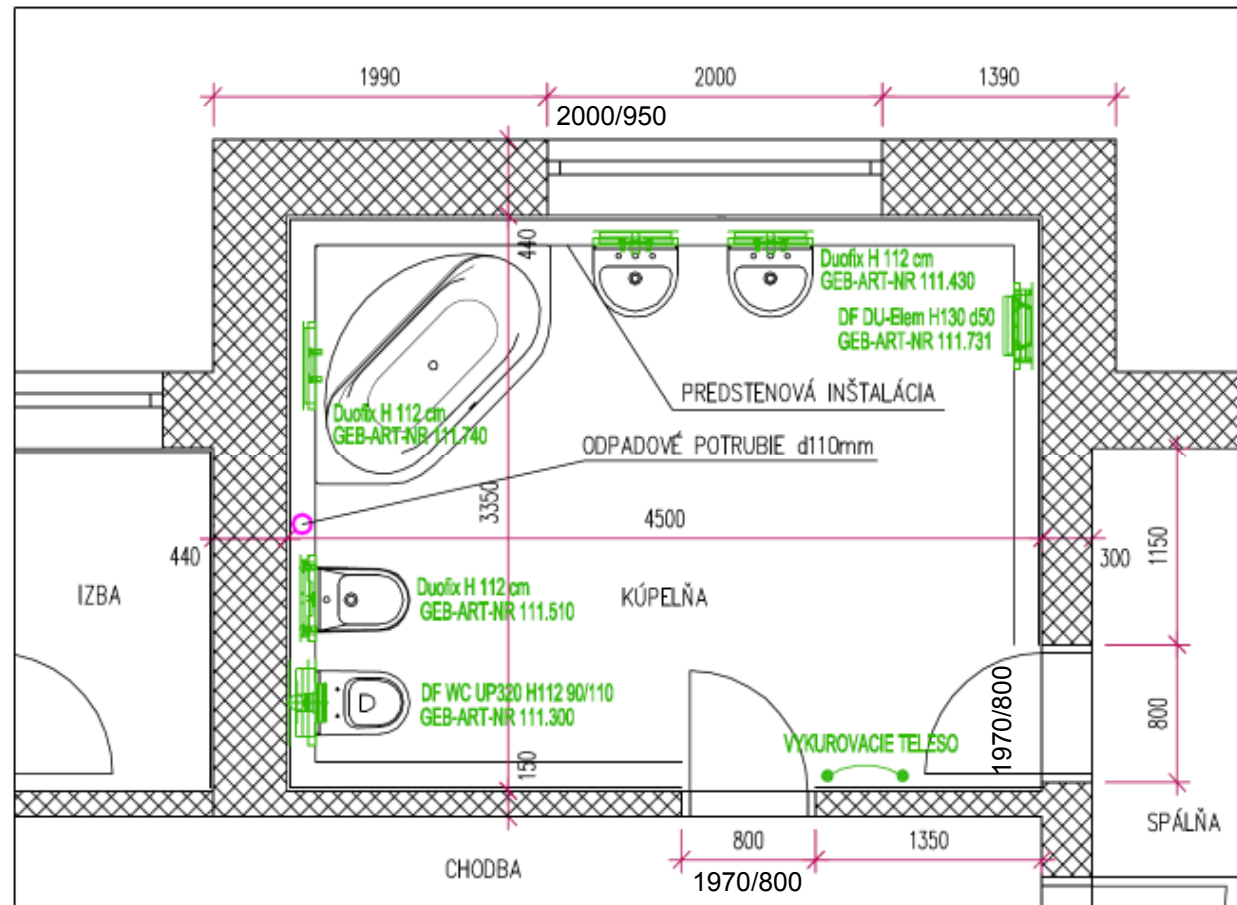 1990
2000
1390
2000/950
440
Duofix H 112 cm
GEB-ART-NR 111.430
DF DU-Elem H130 d50
GEB-ART-NR 111.731
PREDSTENOVÁ INŠTALÁCIA
Duofix H 112 cm
GEB-ART-NR 111.740
ODPADOVÉ POTRUBIE d110mm
3350
4500
440
300
1150
IZBA
Duofix H 112 cm
GEB-ART-NR 111.510
KÚPEĽŇA
DF WC UP320 H112 90/110
GEB-ART-NR 111.300
1970/800
800
VYKUROVACIE TELESO
150
SPÁLŇA
CHODBA
800
1350
1970/800